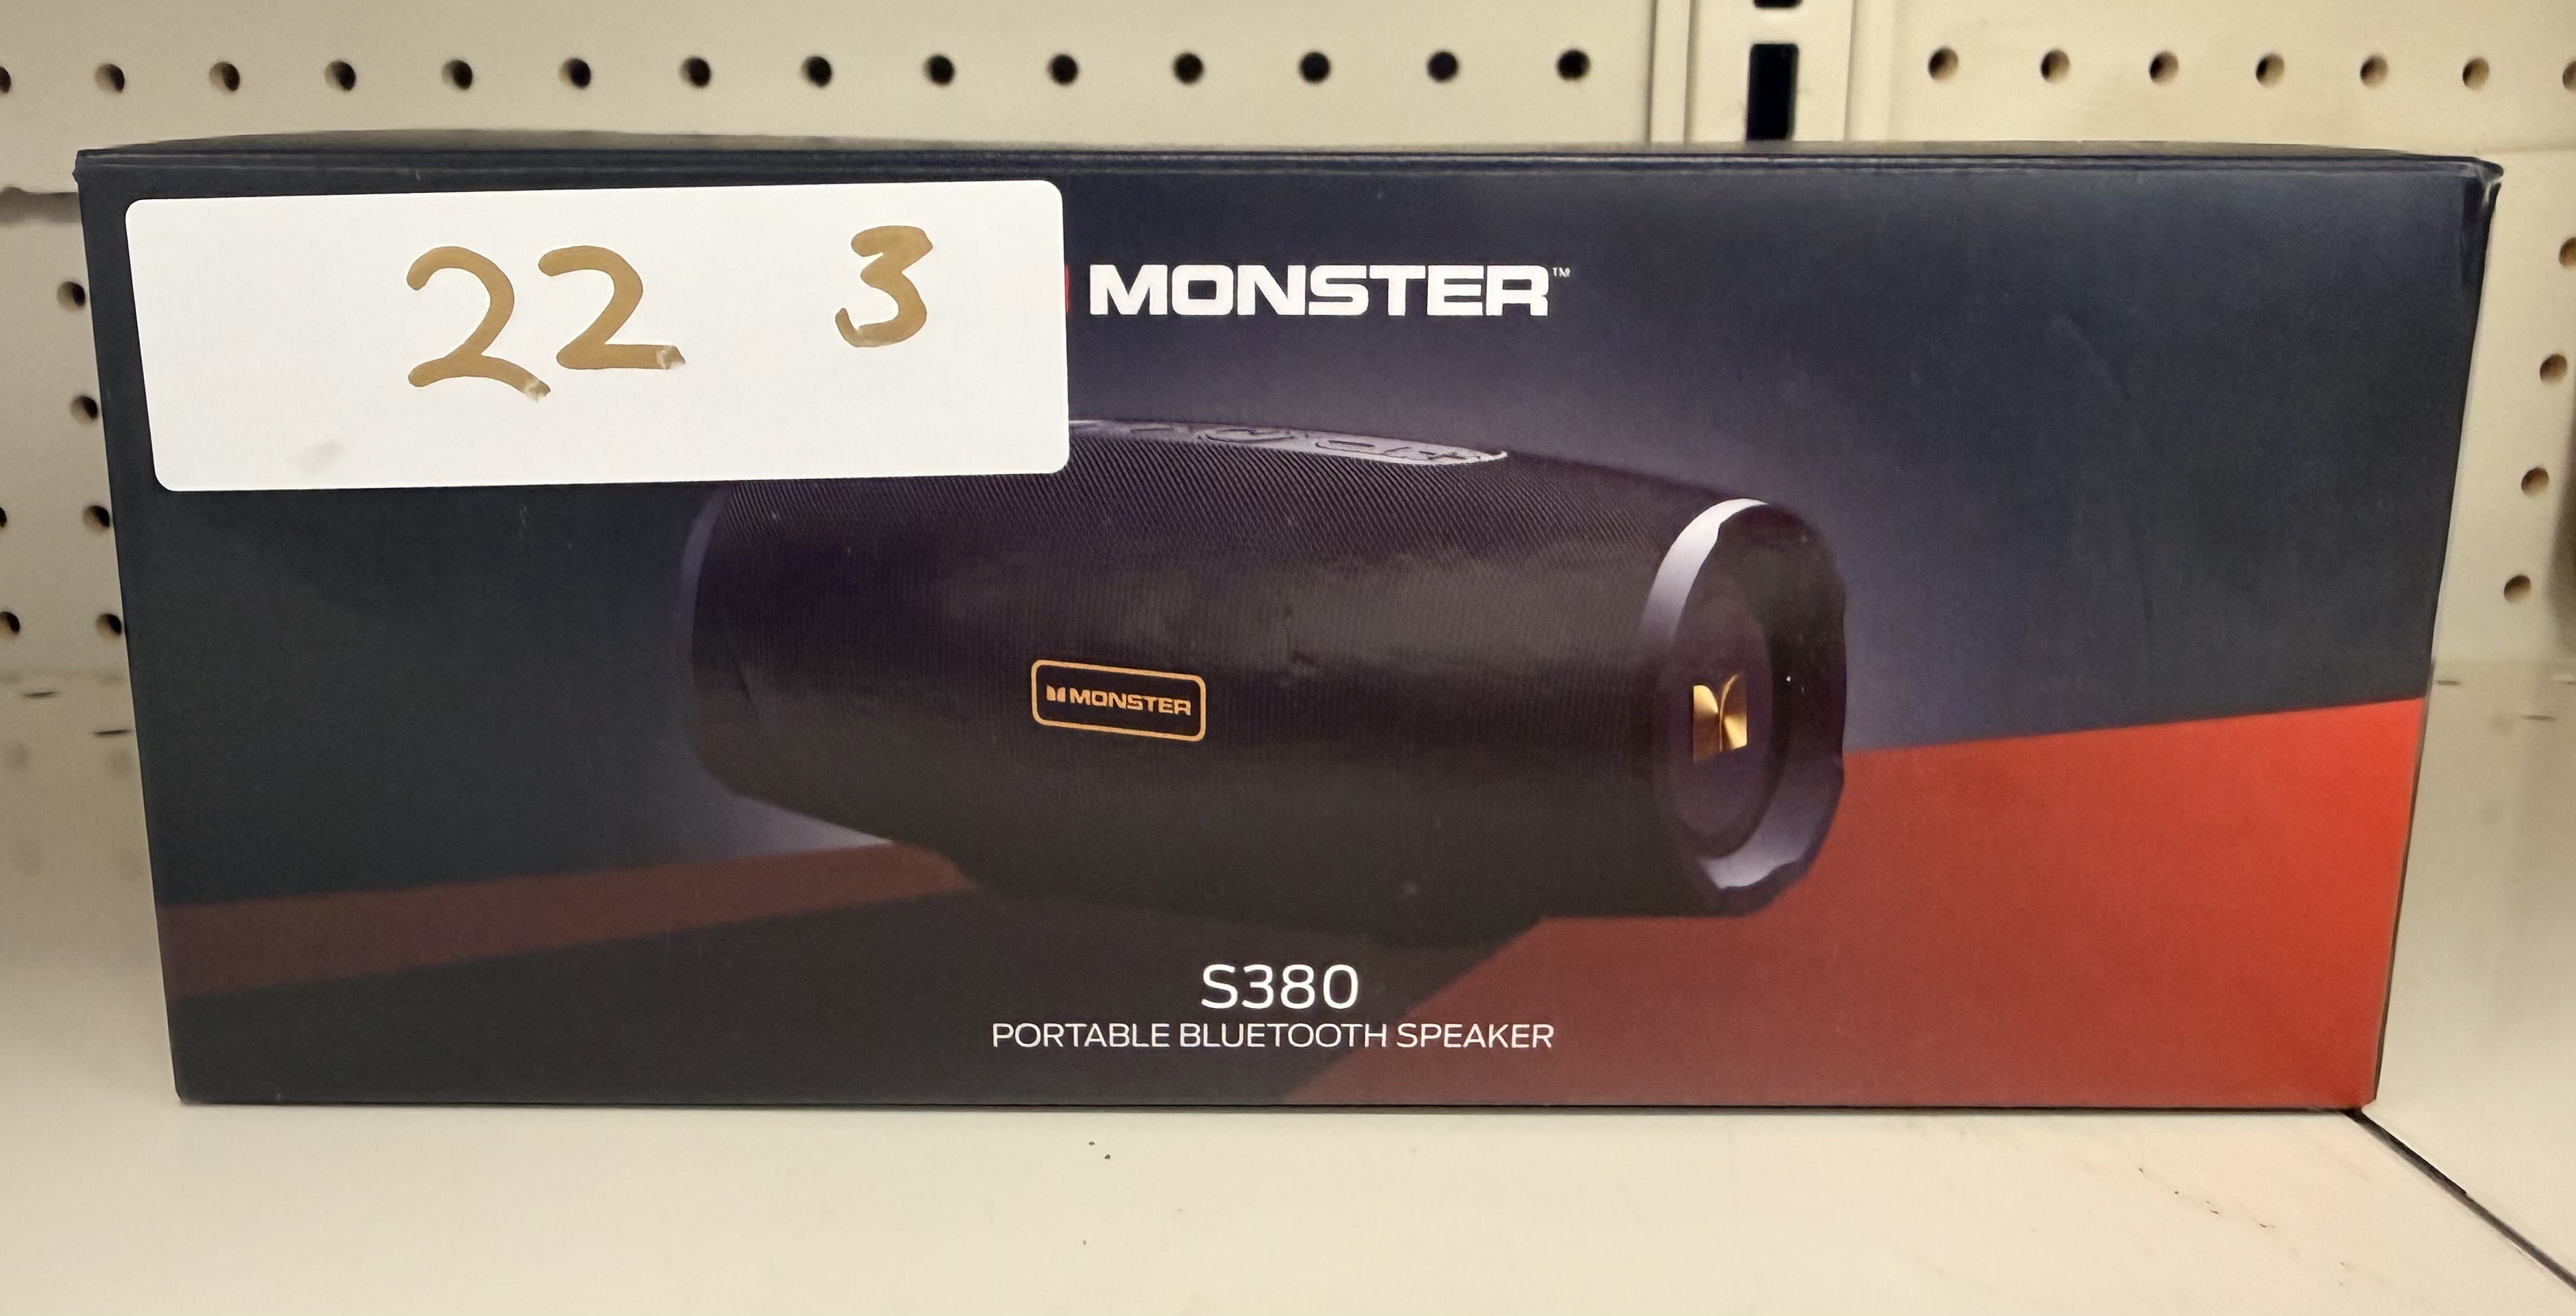 22 3
MONSTER™
MONSTER
S380
PORTABLE BLUETOOTH SPEAKER